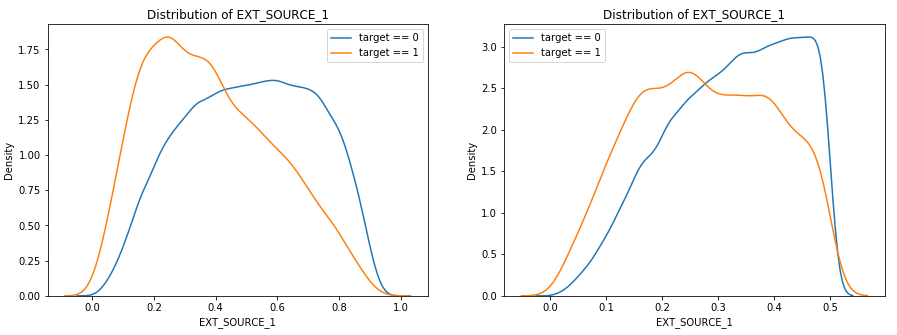 Distribution of EXT_SOURCE_1
target == 0
target == 1
1.75
1.50
1.25
1.00
0.75
0.50
0.25
0.00
Density
0.0 0.2 0.4 0.6 0.8 1.0
EXT_SOURCE_1
Distribution of EXT_SOURCE_1
target == 0
target == 1
3.0
2.5
2.0
1.5
1.0
0.5
0.0
Density
0.0 0.1 0.2 0.3 0.4 0.5
EXT_SOURCE_1